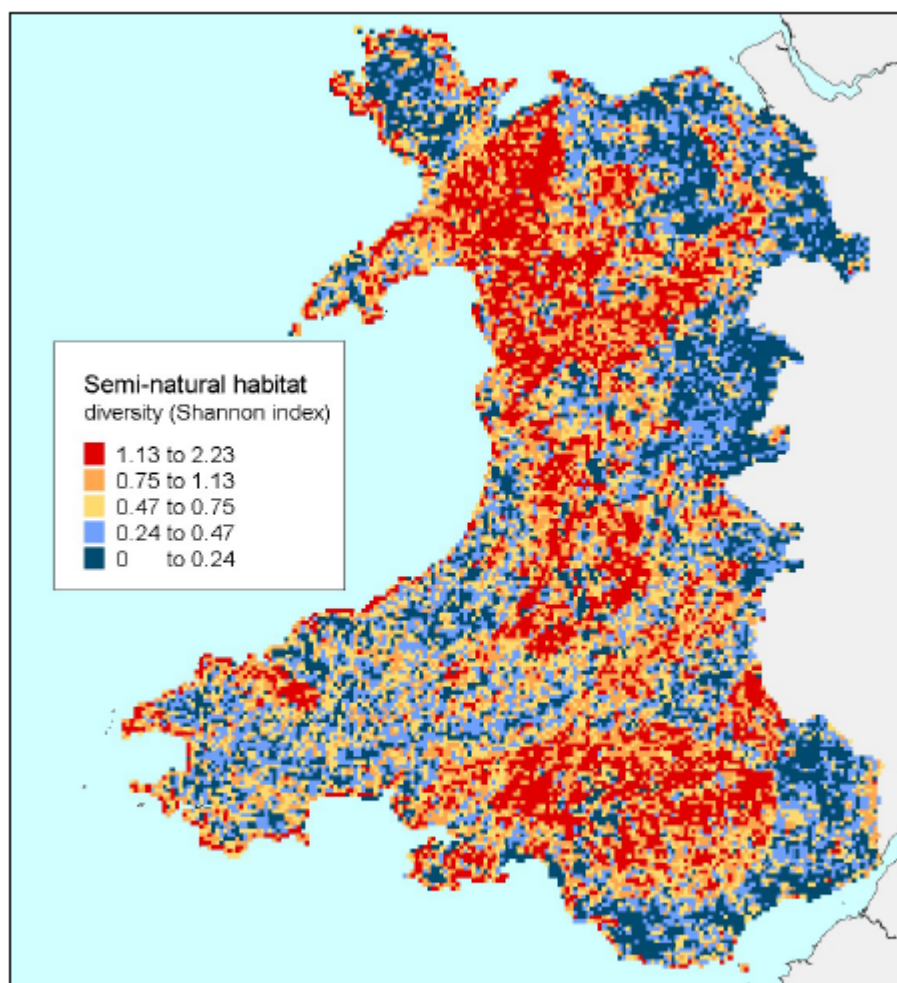 Semi-natural habitat
diversity (Shannon index)
1.13 to 2.23
0.75 to 1.13
0.47 to 0.75
0.24 to 0.47
0 to 0.24